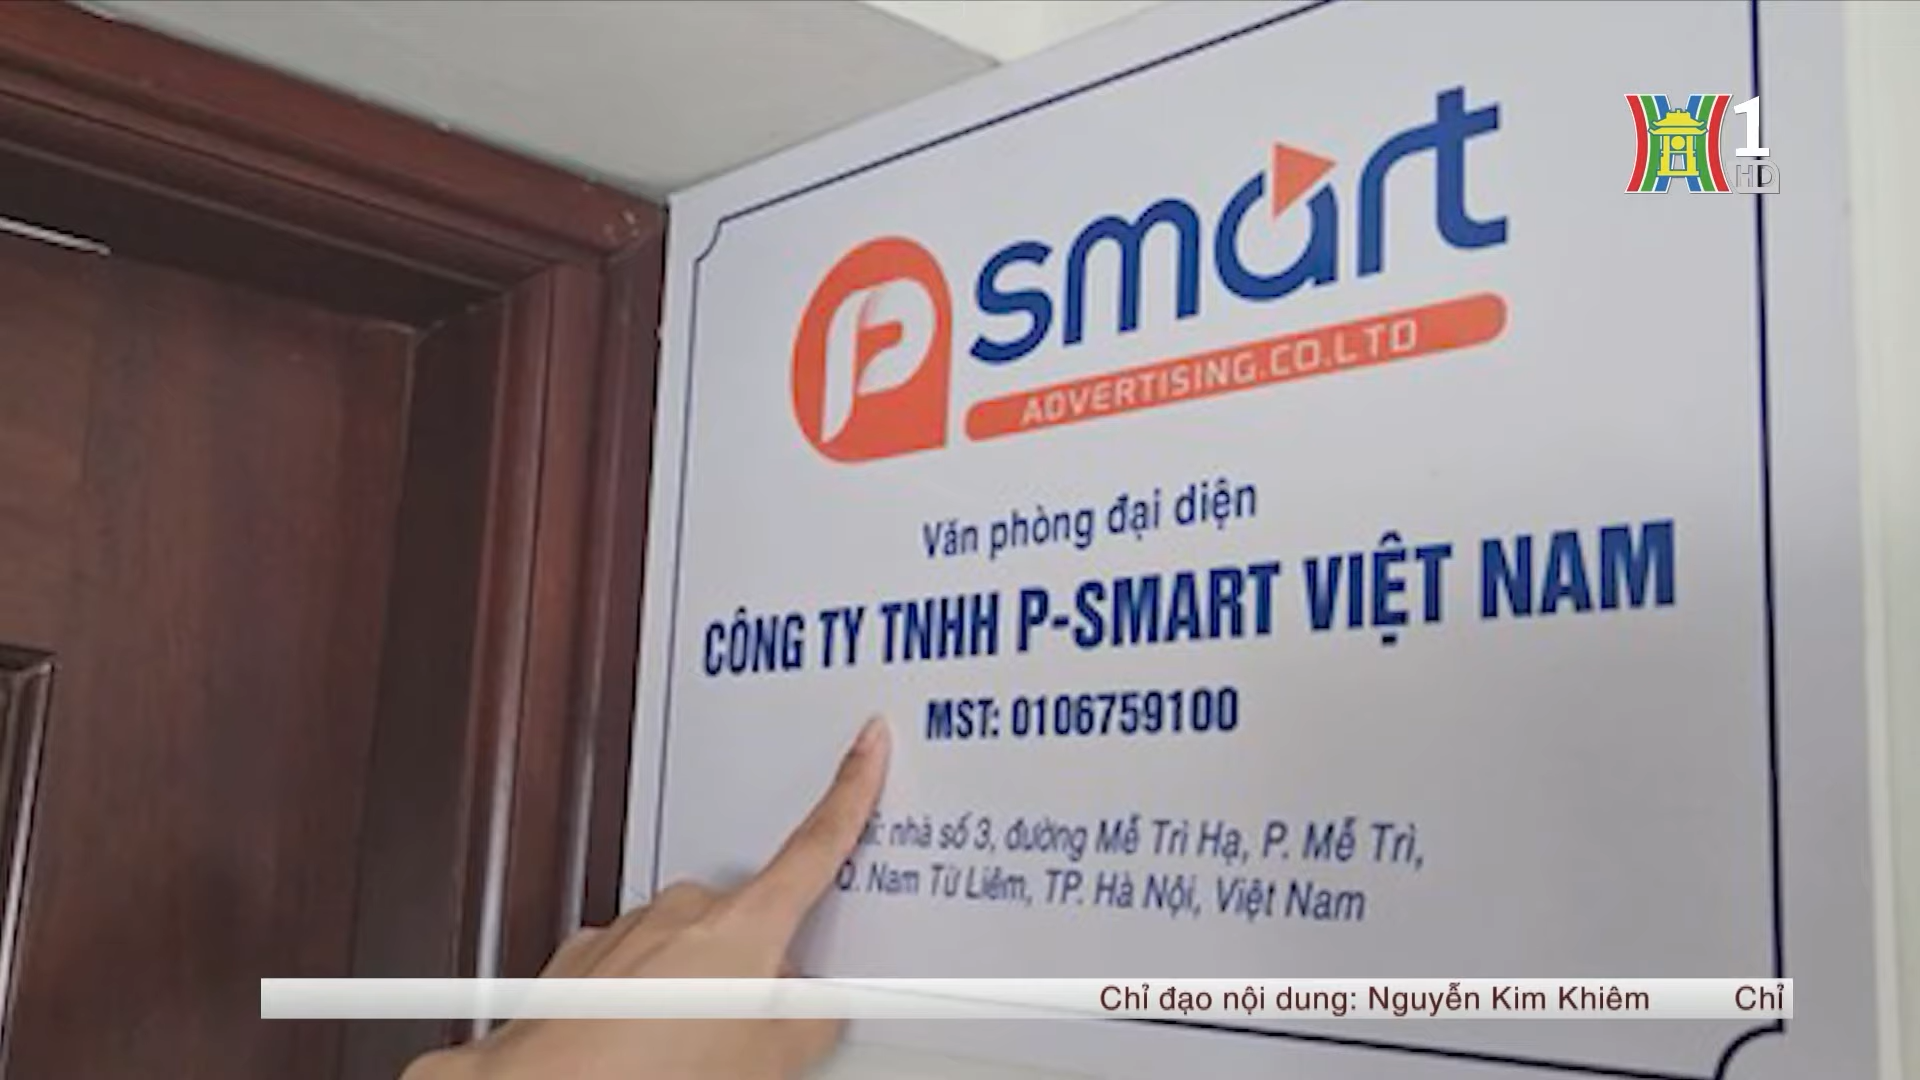 1
HD
P smart
ADVERTISING.CO.LTD
Văn phòng đại diện
CÔNG TY TNHH P-SMART VIỆT NAM
MST: 0106759100
nhà số 3, đường Mễ Trì Hạ, P. Mễ Trì,
Q. Nam Từ Liêm, TP. Hà Nội, Việt Nam
Chỉ đạo nội dung: Nguyễn Kim Khiêm Chỉ